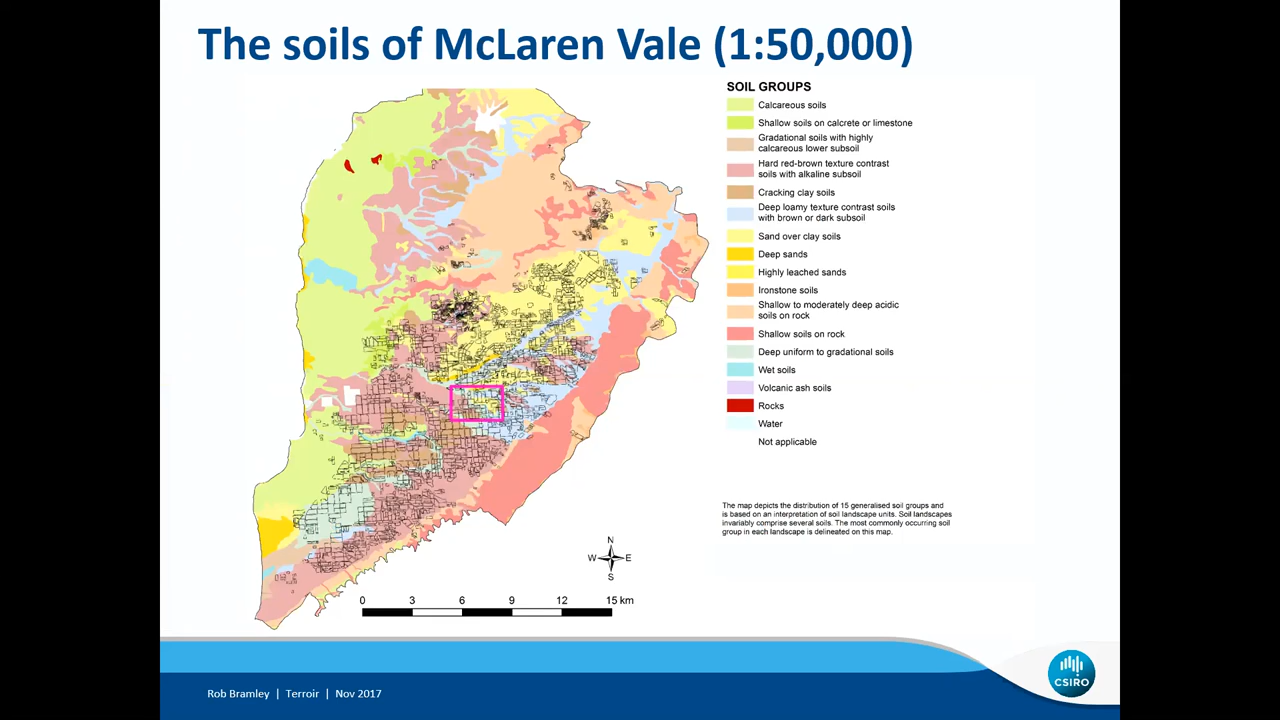 The soils of McLaren Vale (1:50,000)
SOIL GROUPS
Calcareous soils
Shallow soils on calcrete or limestone
Gradational soils with highly
calcareous lower subsoil
Hard red-brown texture contrast
soils with alkaline subsoil
Cracking clay soils
Deep loamy texture contrast soils
with brown or dark subsoil
Sand over clay soils
Deep sands
Highly leached sands
Ironstone soils
Shallow to moderately deep acidic
soils on rock
Shallow soils on rock
Deep uniform to gradational soils
Wet soils
Volcanic ash soils
Rocks
Water
Not applicable
The map depicts the distribution of 15 generalised soil groups and
is based on an interpretation of soil landscape units. Soil landscapes
invariably comprise several soils. The most commonly occurring soil
group in each landscape is delineated on this map.
N
W E
S
0 3 6 9 12 15 km
Rob Bramley | Terroir | Nov 2017
CSIRO